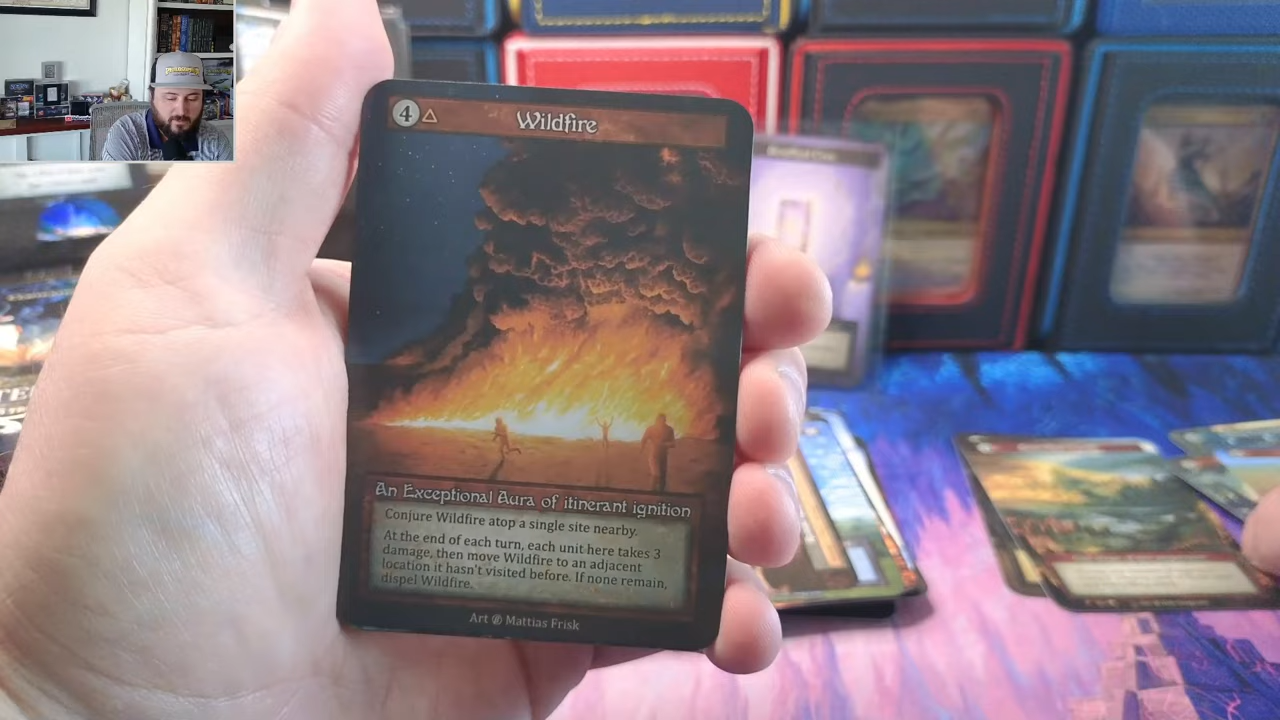 4 Wildfire
An Exceptional Aura of itinerant ignition
Conjure Wildfire atop a single site nearby.
At the end of each turn, each unit here takes 3
damage, then move Wildfire to an adjacent
location it hasn't visited before. If none remain,
dispel Wildfire.
Art Mattias Frisk